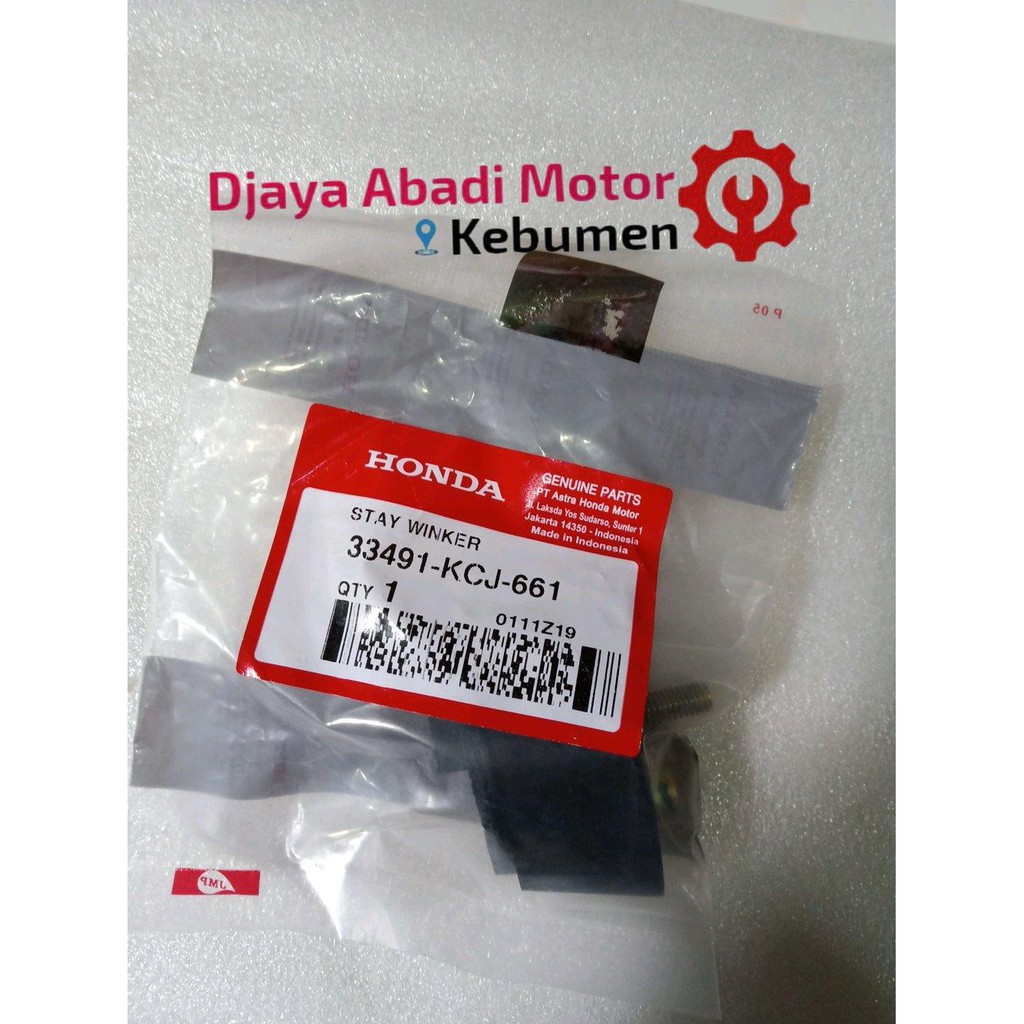 Djaya Abadi Motor
Kebumen
P 05
HONDA
GENUINE PARTS
PT Astra Honda Motor
Jl. Laksda Yos Sudarso, Sunter 1
Jakarta 14350 - Indonesia
Made in Indonesia
STAY WINKER
33491-KCJ-661
QTY 1
0111Z19
JMP